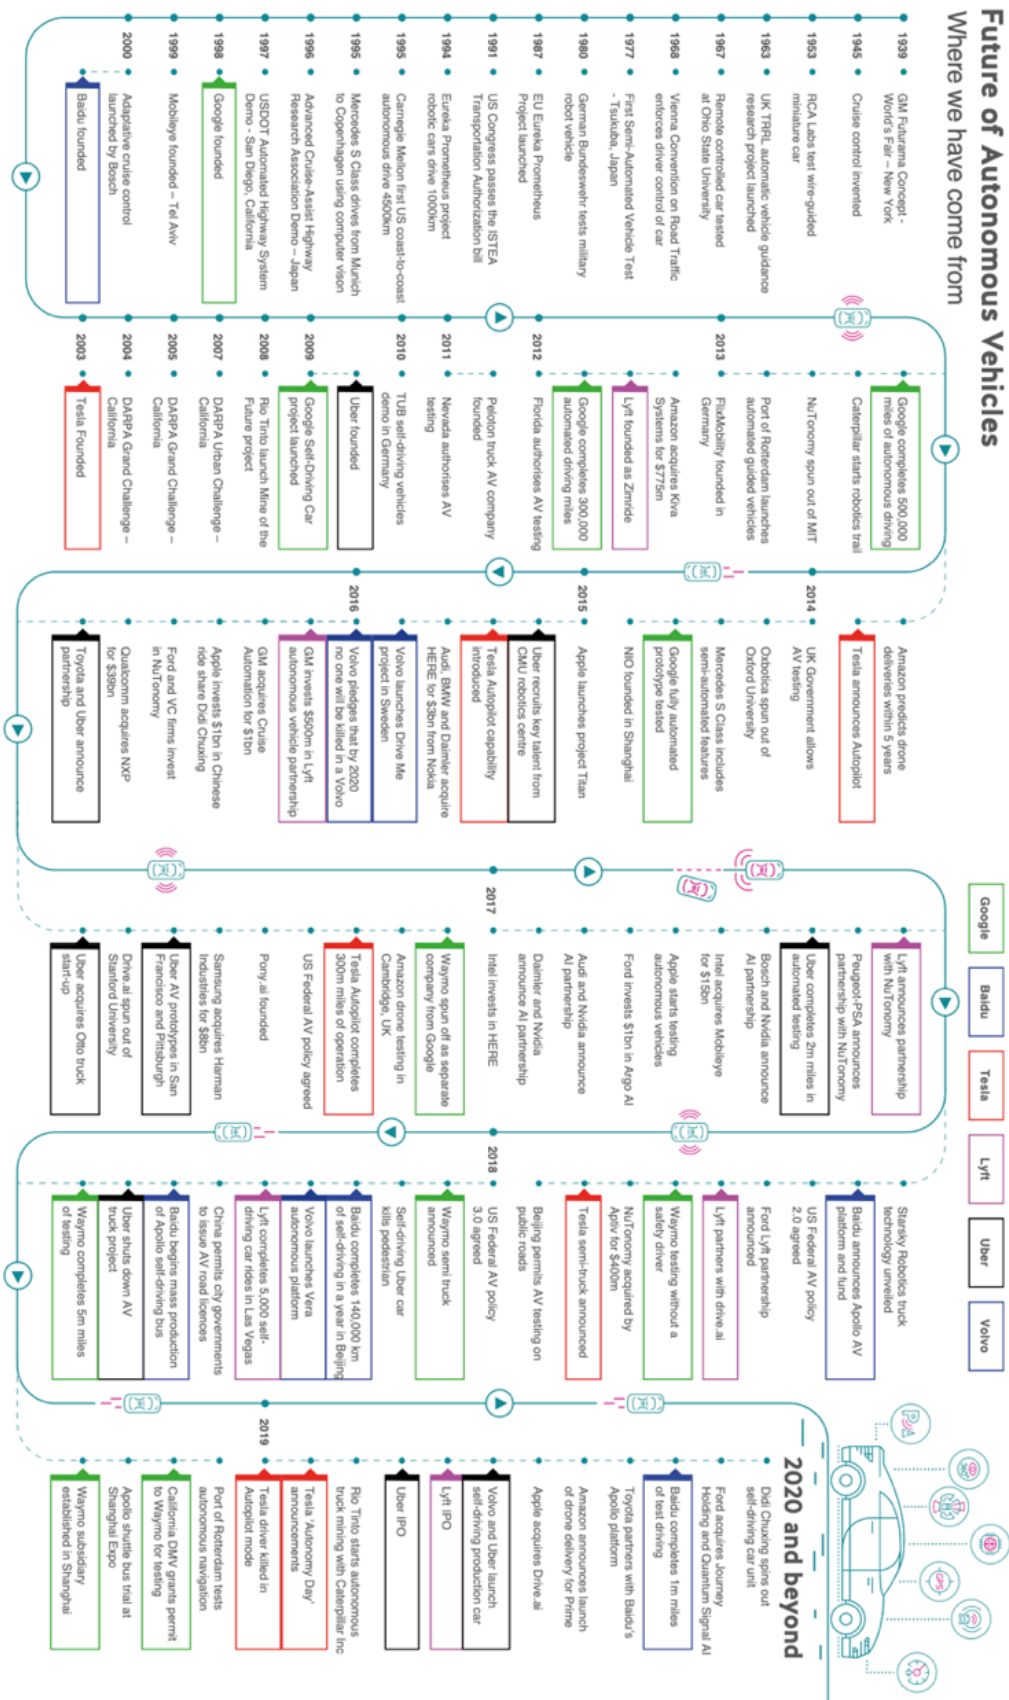 Future of Autonomous Vehicles
Where we have come from
Google
Baidu
Tesla
Lyft
Uber
Volvo
1939
GM Futurama Concept -
World's Fair – New York
1945
Cruise control invented
1953
RCA Labs test wire-guided
miniature car
1963
UK TRRL automatic vehicle guidance
research project launched
1967
Remote controlled car tested
at Ohio State University
1968
Vienna Convention on Road Traffic
enforces driver control of car
1977
First Semi-Automated Vehicle Test
- Tsukuba, Japan
1980
German Bundeswehr tests military
robot vehicle
1987
EU Eureka Prometheus
Project launched
1991
US Congress passes the ISTEA
Transportation Authorization bill
1994
Eureka Prometheus project
robotic cars drive 1000km
1995
Carnegie Mellon first US coast-to-coast
autonomous drive 4500km
1995
Mercedes S Class drives from Munich
to Copenhagen using computer vison
1996
Advanced Cruise-Assist Highway
Research Association Demo – Japan
1997
USDOT Automated Highway System
Demo - San Diego, California
1998
Google founded
1999
Mobileye founded – Tel Aviv
2000
Adaptative cruise control
launched by Bosch
Baidu founded
Google completes 500,000
miles of autonomous driving
Caterpillar starts robotics trail
NuTonomy spun out of MIT
Port of Rotterdam launches
automated guided vehicles
2013
FlixMobility founded in
Germany
Amazon acquires Kiva
Systems for $775m
Lyft founded as Zimride
Google completes 300,000
automated driving miles
2012
Florida authorises AV testing
Peloton truck AV company
founded
2011
Nevada authorises AV
testing
2010
TUB self-driving vehicles
demo in Germany
Uber founded
2009
Google Self-Driving Car
project launched
2008
Rio Tinto launch Mine of the
Future project
2007
DARPA Urban Challenge –
California
2005
DARPA Grand Challenge –
California
2004
DARPA Grand Challenge –
California
2003
Tesla Founded
Amazon predicts drone
deliveries within 5 years
Tesla announces Autopilot
2014
UK Government allows
AV testing
Oxbotica spun out of
Oxford University
Mercedes S Class includes
semi-automated features
Google fully automated
prototype tested
NIO founded in Shanghai
2015
Apple launches project Titan
Uber recruits key talent from
CMU robotics centre
Tesla Autopilot capability
introduced
Audi, BMW and Daimler acquire
HERE for $3bn from Nokia
Volvo launches Drive Me
project in Sweden
2016
Volvo pledges that by 2020
no one will be killed in a Volvo
GM invests $500m in Lyft
autonomous vehicle partnership
GM acquires Cruise
Automation for $1bn
Apple invests $1bn in Chinese
ride share Didi Chuxing
Ford and VC firms invest
in NuTonomy
Qualcomm acquires NXP
for $39bn
Toyota and Uber announce
partnership
Lyft announces partnership
with NuTonomy
Peugeot-PSA announces
partnership with NuTonomy
Uber completes 2m miles in
automated testing
Bosch and Nvidia announce
AI partnership
Intel acquires Mobileye
for $15bn
Apple starts testing
autonomous vehicles
Ford invests $1bn in Argo AI
Audi and Nvidia announce
AI partnership
Daimler and Nvidia
announce AI partnership
2017
Intel invests in HERE
Waymo spun off as separate
company from Google
Amazon drone testing in
Cambridge, UK
Tesla Autopilot completes
300m miles of operation
US Federal AV policy agreed
Pony.ai founded
Samsung acquires Harman
Industries for $8bn
Uber AV prototypes in San
Francisco and Pittsburgh
Drive.ai spun out of
Stanford University
Uber acquires Otto truck
start-up
Starsky Robotics truck
technology unveiled
Baidu announces Apollo AV
platform and fund
US Federal AV policy
2.0 agreed
Ford Lyft partnership
announced
Lyft partners with drive.ai
Waymo testing without a
safety driver
NuTonomy acquired by
Aptiv for $400m
Tesla semi-truck announced
Beijing permits AV testing on
public roads
2018
US Federal AV policy
3.0 agreed
Waymo semi truck
announced
Self-driving Uber car
kills pedestrian
Baidu completes 140,000 km
of self-driving in a year in Beijing
Volvo launches Vera
autonomous platform
Lyft completes 5,000 self-
driving car rides in Las Vegas
China permits city governments
to issue AV road licences
Baidu begins mass production
of Apollo self-driving bus
Uber shuts down AV
truck project
Waymo completes 5m miles
of testing
GPS
2020 and beyond
Didi Chuxing spins out
self-driving car unit
Ford acquires Journey
Holding and Quantum Signal AI
Baidu completes 1m miles
of test driving
Toyota partners with Baidu's
Apollo platform
Amazon announces launch
of drone delivery for Prime
Apple acquires Drive.ai
Volvo and Uber launch
self-driving production car
Lyft IPO
Uber IPO
Rio Tinto starts autonomous
truck mining with Caterpillar Inc
Tesla 'Autonomy Day'
announcements
2019
Tesla driver killed in
Autopilot mode
Port of Rotterdam tests
autonomous navigation
California DMV grants permit
to Waymo for testing
Apollo shuttle bus trial at
Shanghai Expo
Waymo subsidiary
established in Shanghai